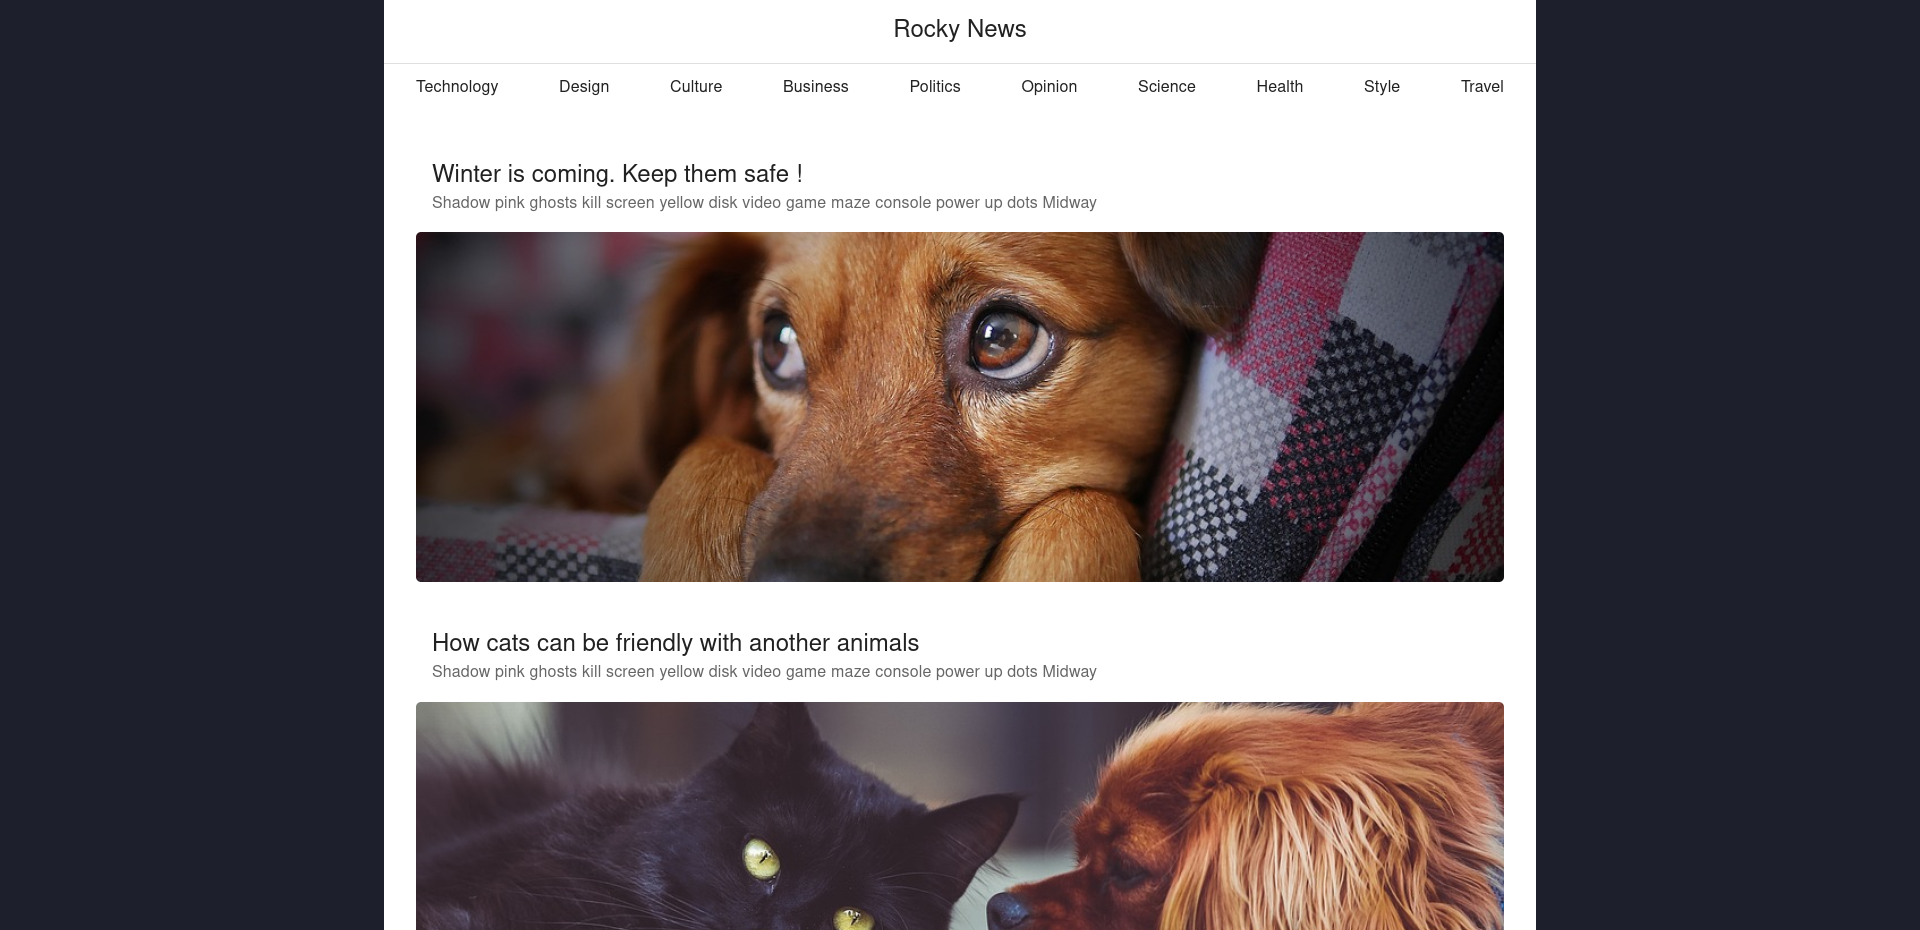 Rocky News
Technology Design Culture Business Politics Opinion Science Health Style Travel
Winter is coming. Keep them safe !
Shadow pink ghosts kill screen yellow disk video game maze console power up dots Midway
How cats can be friendly with another animals
Shadow pink ghosts kill screen yellow disk video game maze console power up dots Midway